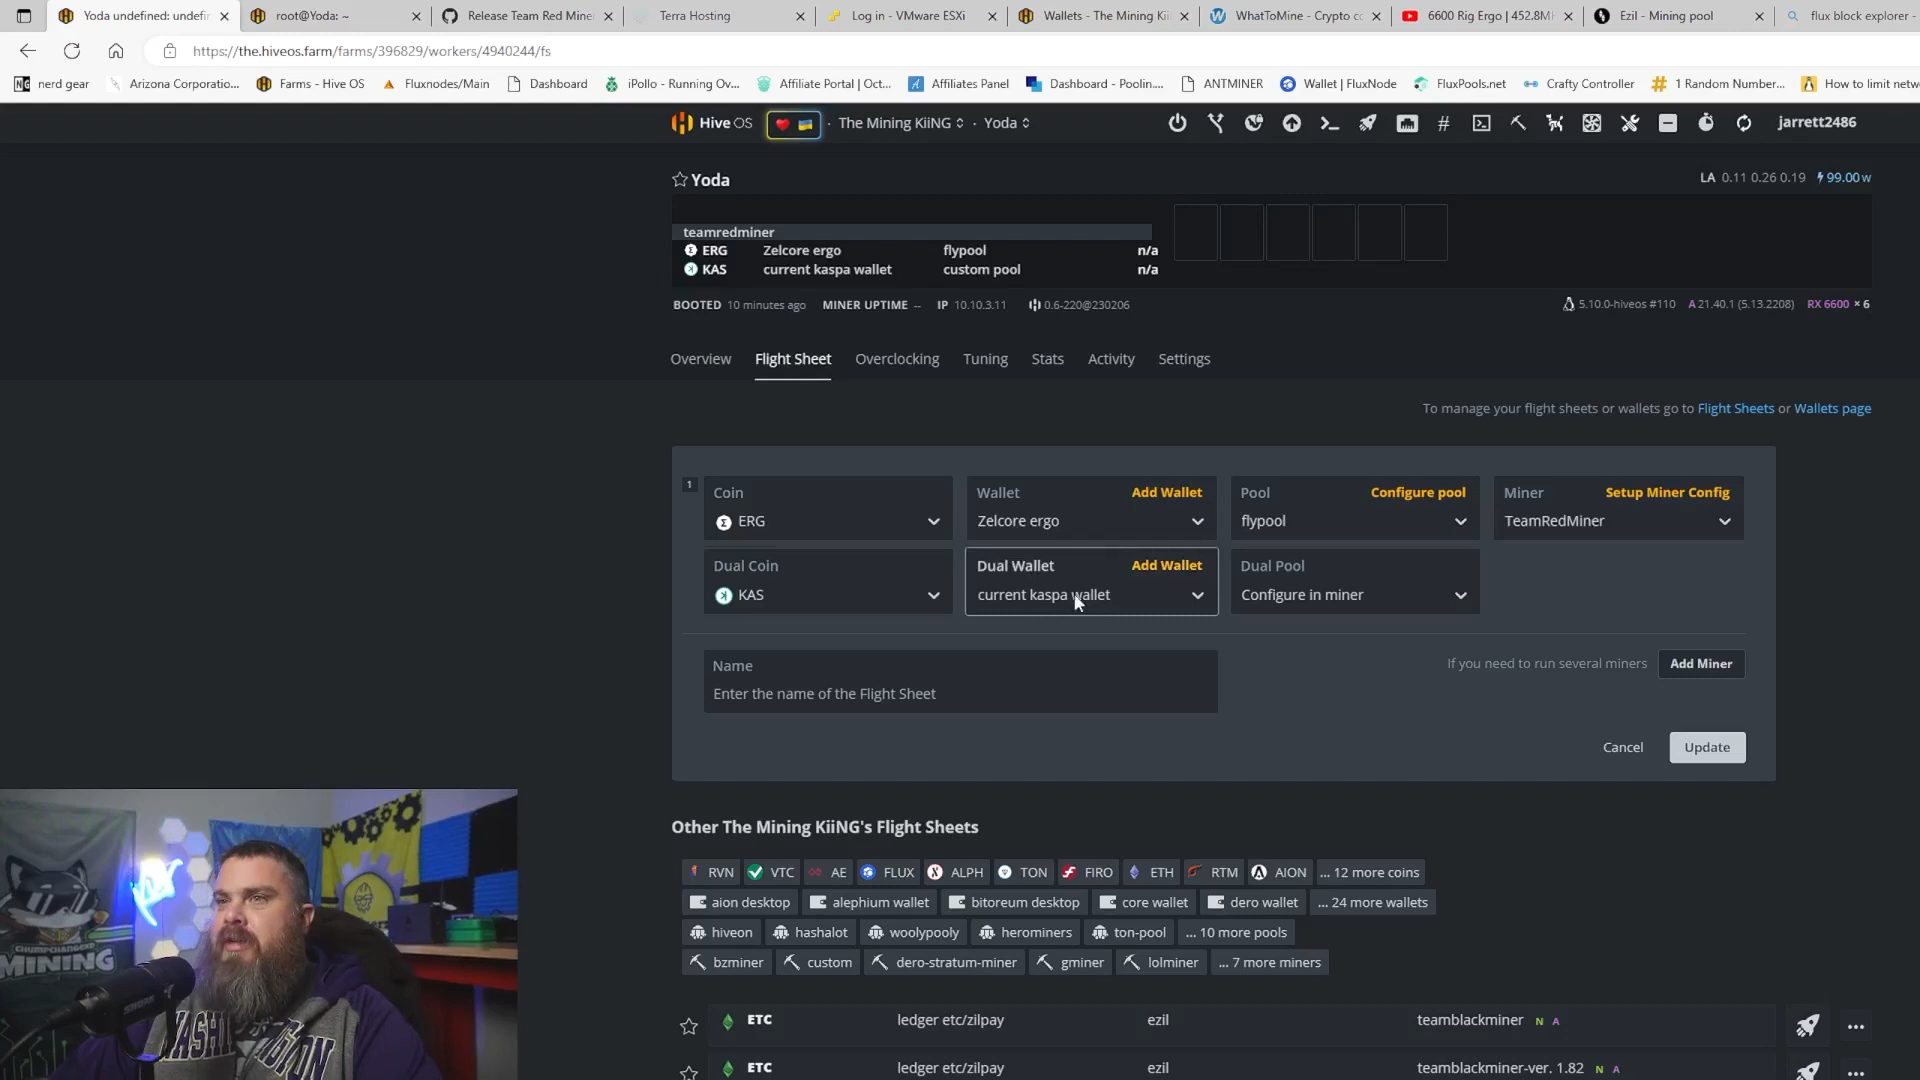 Yoda undefined: undefin
root@Yoda: ~
Release Team Red Mine
Terra Hosting
Log in - VMware ESXi
Wallets - The Mining Kii
WhatToMine - Crypto co
6600 Rig Ergo | 452.8M
Ezil - Mining pool
flux block explorer -
https://the.hiveos.farm/farms/396829/workers/4940244/fs
nerd gear
Arizona Corporatio...
Farms - Hive OS
Fluxnodes/Main
Dashboard
iPollo - Running Ov...
Affiliate Portal | Oct...
Affiliates Panel
Dashboard - Poolin....
ANTMINER
Wallet | FluxNode
FluxPools.net
Crafty Controller
1 Random Number...
How to limit netwo
Hive OS
· The Mining KiiNG
· Yoda
jarrett2486
Yoda
LA 0.11 0.26 0.19
99.00 w
teamredminer
ERG Zelcore ergo flypool n/a
KAS current kaspa wallet custom pool n/a
BOOTED 10 minutes ago MINER UPTIME -- IP 10.10.3.11 0.6-220@230206
5.10.0-hiveos #110 A 21.40.1 (5.13.2208) RX 6600 × 6
Overview Flight Sheet Overclocking Tuning Stats Activity Settings
To manage your flight sheets or wallets go to Flight Sheets or Wallets page
1
Coin
ERG
Wallet Add Wallet
Zelcore ergo
Pool Configure pool
flypool
Miner Setup Miner Config
TeamRedMiner
Dual Coin
KAS
Dual Wallet Add Wallet
current kaspa wallet
Dual Pool
Configure in miner
Name
Enter the name of the Flight Sheet
If you need to run several miners Add Miner
Cancel Update
Other The Mining KiiNG's Flight Sheets
RVN VTC AE FLUX ALPH TON FIRO ETH RTM AION ... 12 more coins
aion desktop alephium wallet bitoreum desktop core wallet dero wallet ... 24 more wallets
hiveon hashalot woolypooly herominers ton-pool ... 10 more pools
bzminer custom dero-stratum-miner gminer lolminer ... 7 more miners
ETC ledger etc/zilpay ezil teamblackminer N A
ETC ledger etc/zilpay ezil teamblackminer-ver. 1.82 N A
CHUMPCHANGEXD
MINING